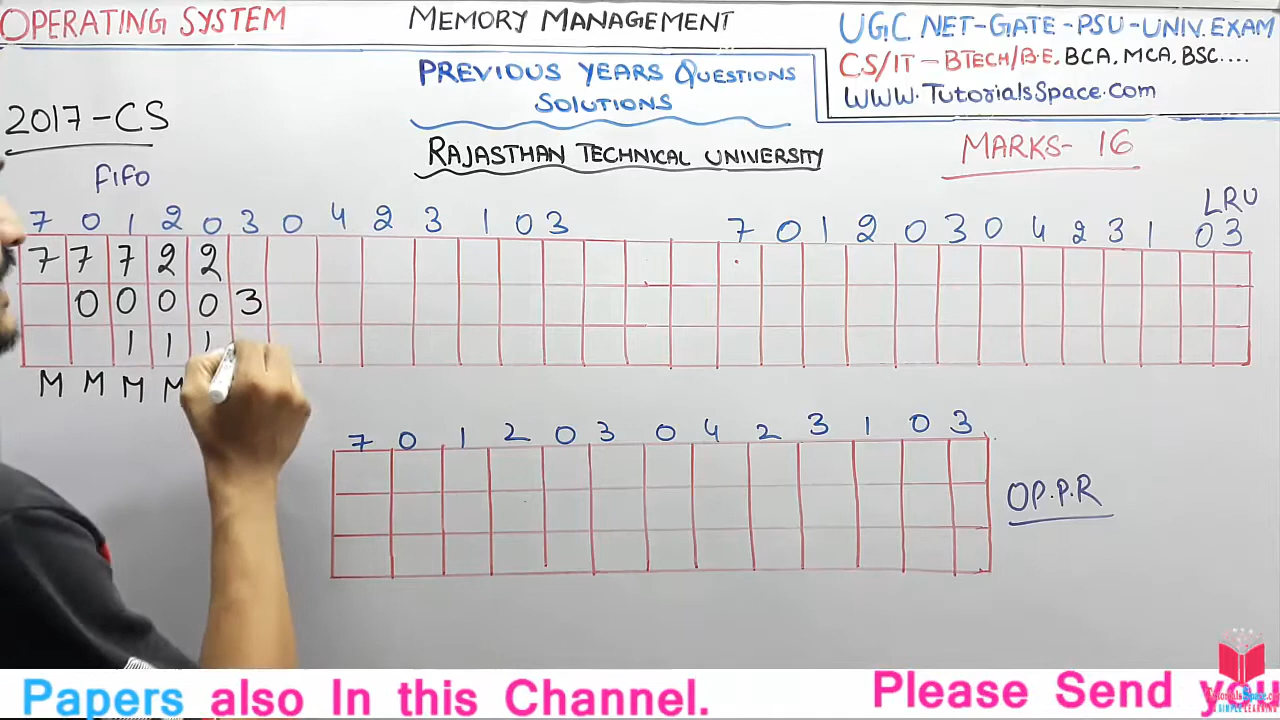 OPERATING SYSTEM
MEMORY MANAGEMENT
UGC NET-GATE-PSU-UNIV.EXAM
CS/IT-BTECH/B.E, BCA, MCA, BSC....
WWW.TutorialsSpace.com
PREVIOUS YEARS QUESTIONS
SOLUTIONS
2017-CS
RAJASTHAN TECHNICAL UNIVERSITY
MARKS- 16
FIFO
7 0 1 2 0 3 0 4 2 3 1 0 3
7 7 7 2 2
0 0 0 0 3
1 1 1
M M M M
LRU
7 0 1 2 0 3 0 4 2 3 1 0 3
7 0 1 2 0 3 0 4 2 3 1 0 3
OP.P.R
Papers also In this Channel.
Please Send